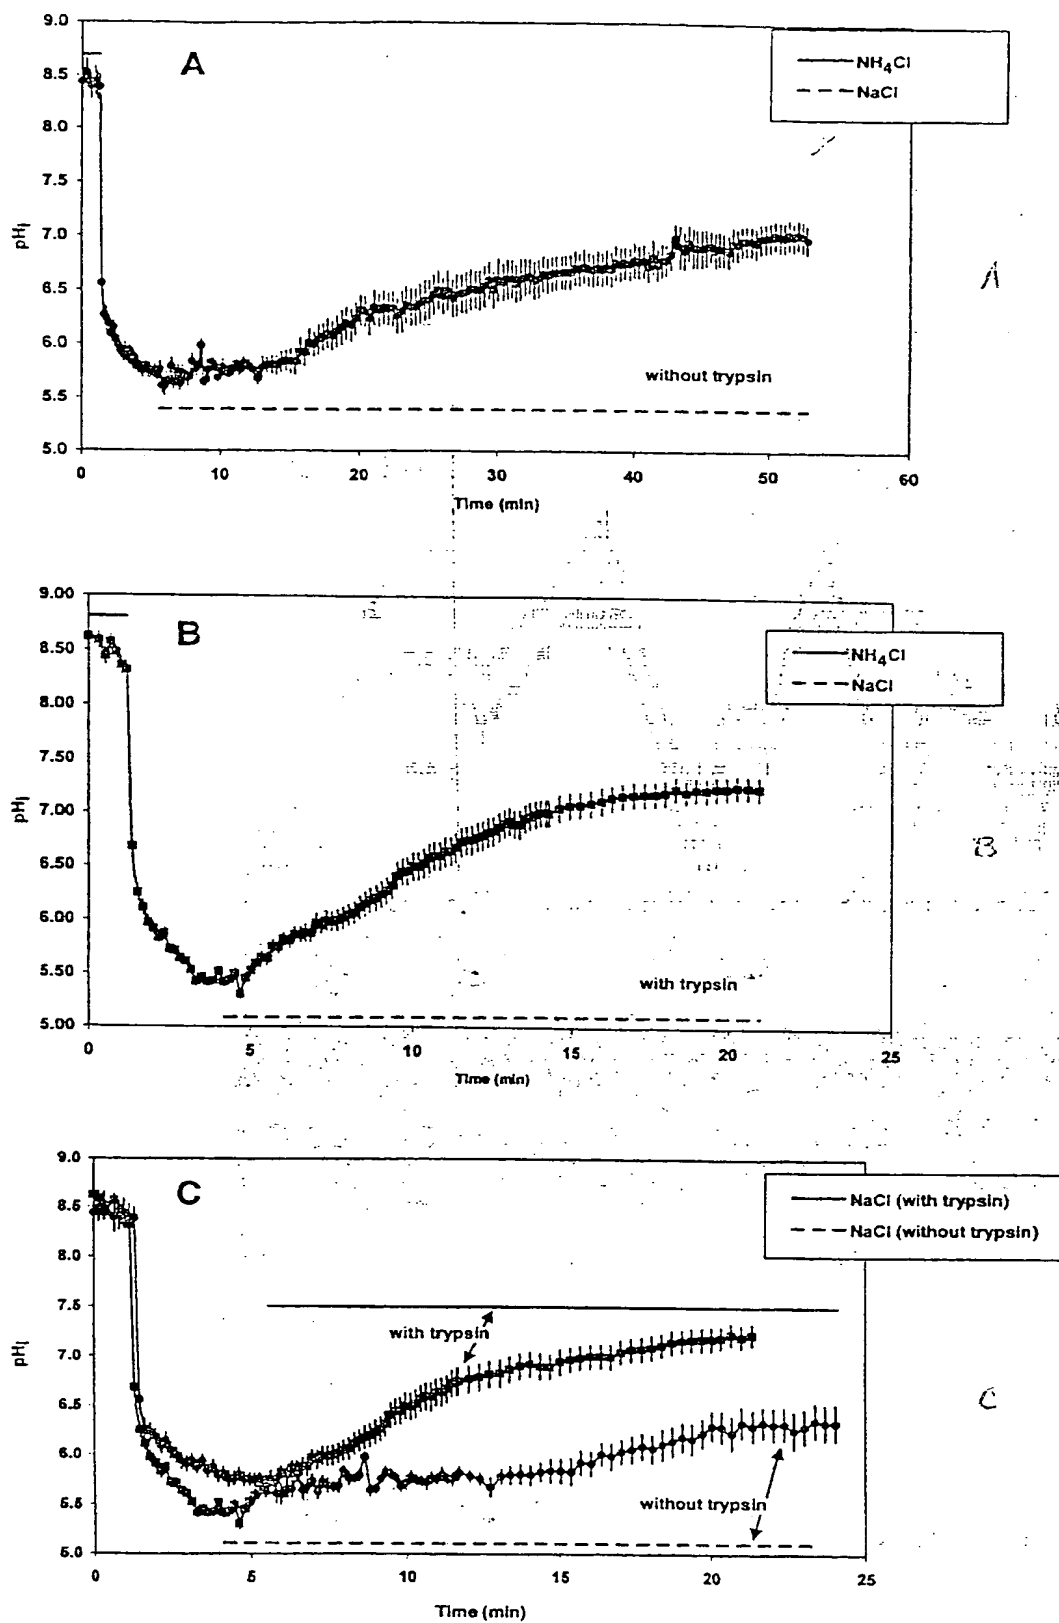 A
NH4Cl
NaCl
9.0
8.5
8.0
7.5
7.0
6.5
6.0
5.5
5.0
pHi
without trypsin
0 10 20 30 40 50 60
Time (min)
A
B
NH4Cl
NaCl
9.00
8.50
8.00
7.50
7.00
6.50
6.00
5.50
5.00
pHi
with trypsin
0 5 10 15 20 25
Time (min)
B
C
NaCl (with trypsin)
NaCl (without trypsin)
9.0
8.5
8.0
7.5
7.0
6.5
6.0
5.5
5.0
pHi
with trypsin
without trypsin
0 5 10 15 20 25
Time (min)
C